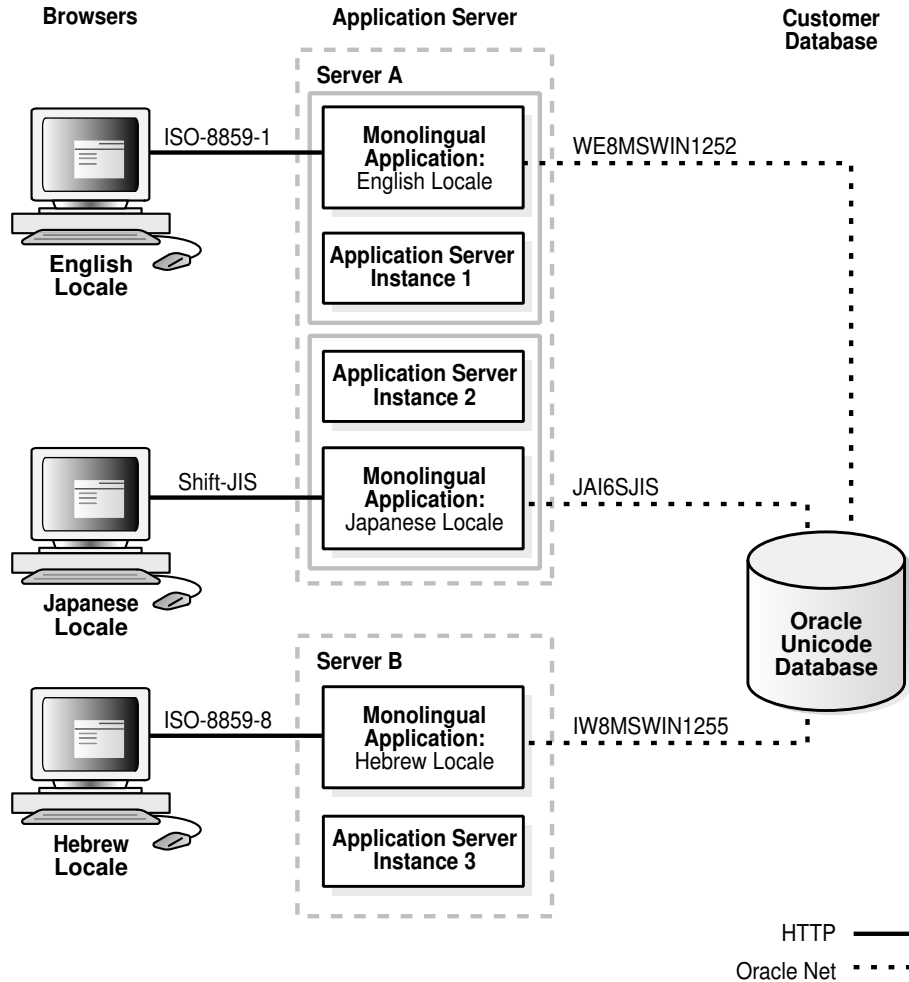 Browsers
Application Server
Customer
Database
Server A
ISO-8859-1
Monolingual
Application:
English Locale
WE8MSWIN1252
English
Locale
Application Server
Instance 1
Application Server
Instance 2
Shift-JIS
Monolingual
Application:
Japanese Locale
JAI6SJIS
Japanese
Locale
Oracle
Unicode
Database
Server B
ISO-8859-8
Monolingual
Application:
Hebrew Locale
IW8MSWIN1255
Hebrew
Locale
Application Server
Instance 3
HTTP
Oracle Net